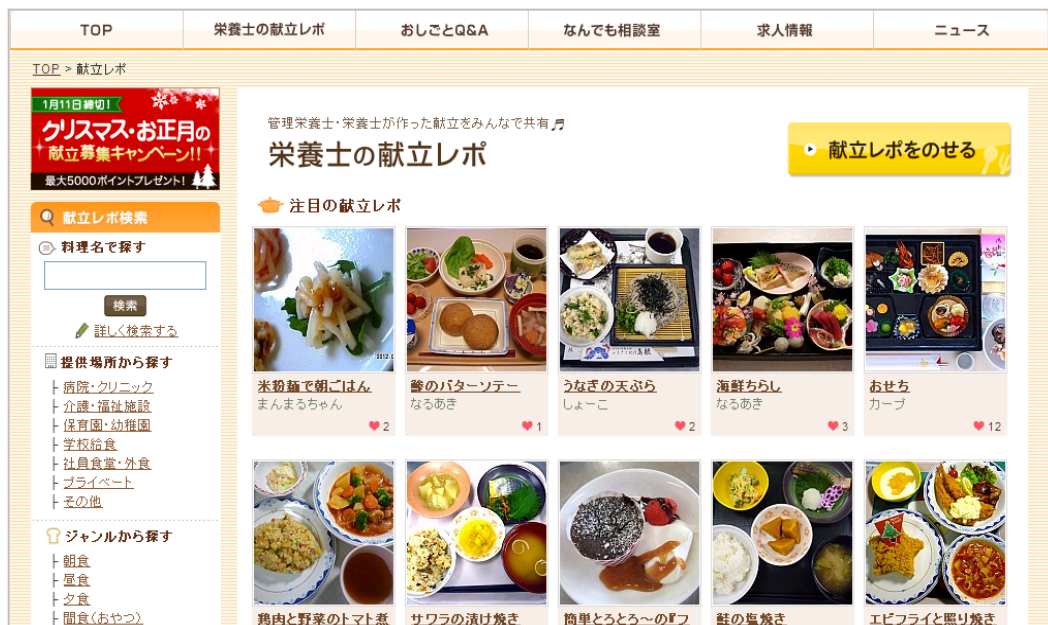 TOP
栄養士の献立レポ
おしごとQ&A
なんでも相談室
求人情報
ニュース
TOP > 献立レポ
1月11日締切!
クリスマス・お正月の
献立募集キャンペーン!!
最大5000ポイントプレゼント!
献立レポ検索
料理名で探す
検索
詳しく検索する
提供場所から探す
├ 病院・クリニック
├ 介護・福祉施設
├ 保育園・幼稚園
├ 学校給食
├ 社員食堂・外食
├ プライベート
├ その他
ジャンルから探す
├ 朝食
├ 昼食
├ 夕食
├ 間食(おやつ)
管理栄養士・栄養士が作った献立をみんなで共有♬
栄養士の献立レポ
献立レポをのせる
注目の献立レポ
米粉麺で朝ごはん
まんまるちゃん
♥ 2
鯵のバターソテー
なるあき
♥ 1
うなぎの天ぷら
しょーこ
♥ 2
海鮮ちらし
なるあき
♥ 3
おせち
カープ
♥ 12
鶏肉と野菜のトマト煮
サワラの漬け焼き
簡単とろとろ〜の『フ
鮭の塩焼き
エビフライと照り焼き